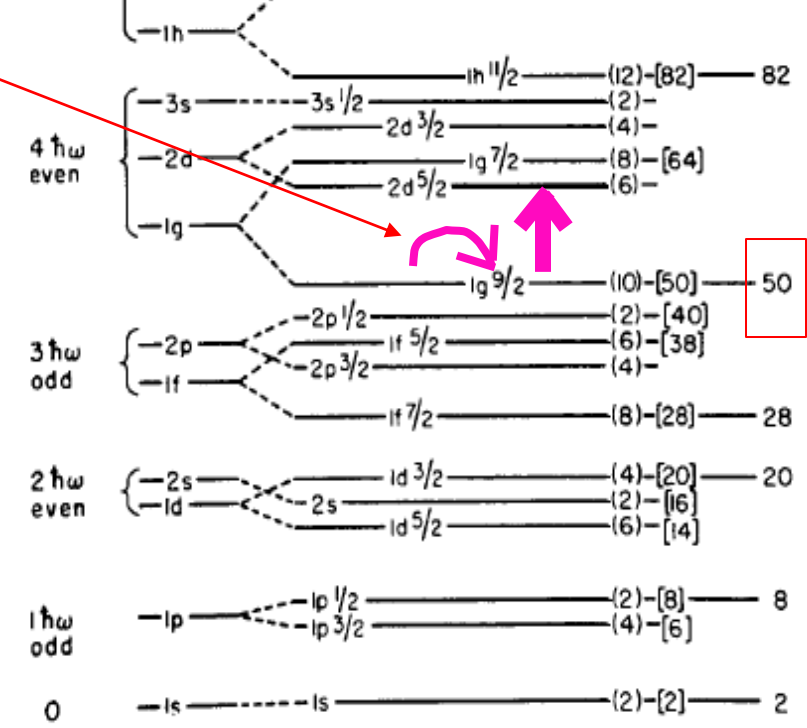 1h
1h 11/2 (12)-[82] 82
3s 3s 1/2 (2)
2d 3/2 (4)
4 ħω even
2d 1g 7/2 (8)-[64]
2d 5/2 (6)
1g
1g 9/2 (10)-[50] 50
2p 1/2 (2)-[40]
3 ħω odd
2p 1f 5/2 (6)-[38]
2p 3/2 (4)
1f
1f 7/2 (8)-[28] 28
2 ħω even
2s 1d 3/2 (4)-[20] 20
1d 2s (2)-[16]
1d 5/2 (6)-[14]
1p 1/2 (2)-[8] 8
1 ħω odd
1p 1p 3/2 (4)-[6]
0 1s 1s (2)-[2] 2